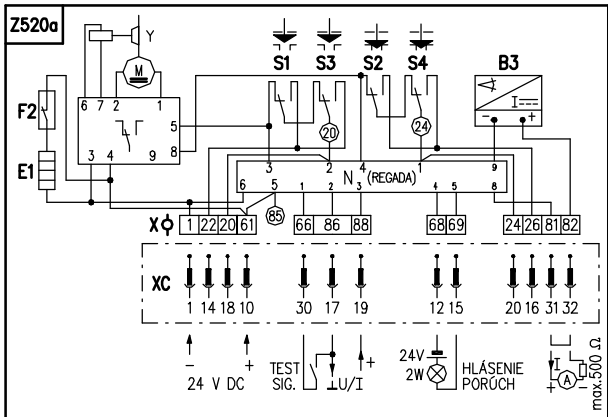 Z520a
Y
S1 S3 S2 S4 B3
M
I
- +
6 7 2 1
F2
5
8
3 4 9
20
24
E1
3 2 4 1 9
N (REGADA)
6 5 1 2 3 4 5 8
85
X 1 22 20 61 66 86 88 68 69 24 26 81 82
XC
1 14 18 10 30 17 19 12 15 20 16 31 32
- +
24 V DC
TEST
SIG.
U/I
+
24V
2W
HLÁSENIE
PORÚCH
I
A
+ -
max.500 Ω